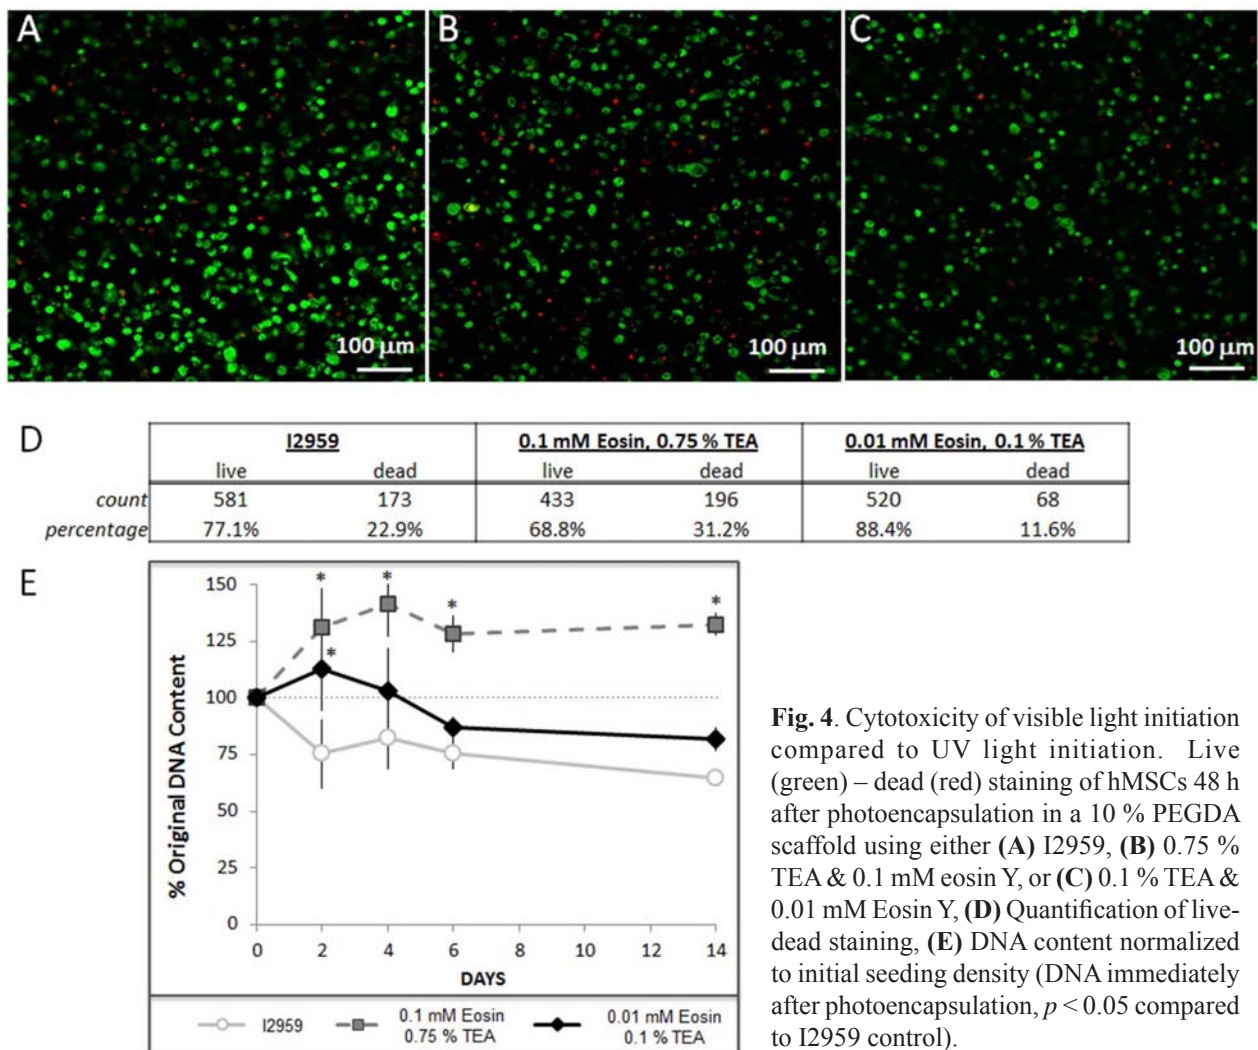 A
B
C
100 µm
100 µm
100 µm
D
I2959
0.1 mM Eosin, 0.75 % TEA
0.01 mM Eosin, 0.1 % TEA
live dead live dead live dead
count 581 173 433 196 520 68
percentage 77.1% 22.9% 68.8% 31.2% 88.4% 11.6%
E
% Original DNA Content
150
125
100
75
50
25
0
* * * * *
0 2 4 6 8 10 12 14
DAYS
I2959
0.1 mM Eosin
0.75 % TEA
0.01 mM Eosin
0.1 % TEA
Fig. 4. Cytotoxicity of visible light initiation
compared to UV light initiation. Live
(green) – dead (red) staining of hMSCs 48 h
after photoencapsulation in a 10 % PEGDA
scaffold using either (A) I2959, (B) 0.75 %
TEA & 0.1 mM eosin Y, or (C) 0.1 % TEA &
0.01 mM Eosin Y, (D) Quantification of live-
dead staining, (E) DNA content normalized
to initial seeding density (DNA immediately
after photoencapsulation, p < 0.05 compared
to I2959 control).